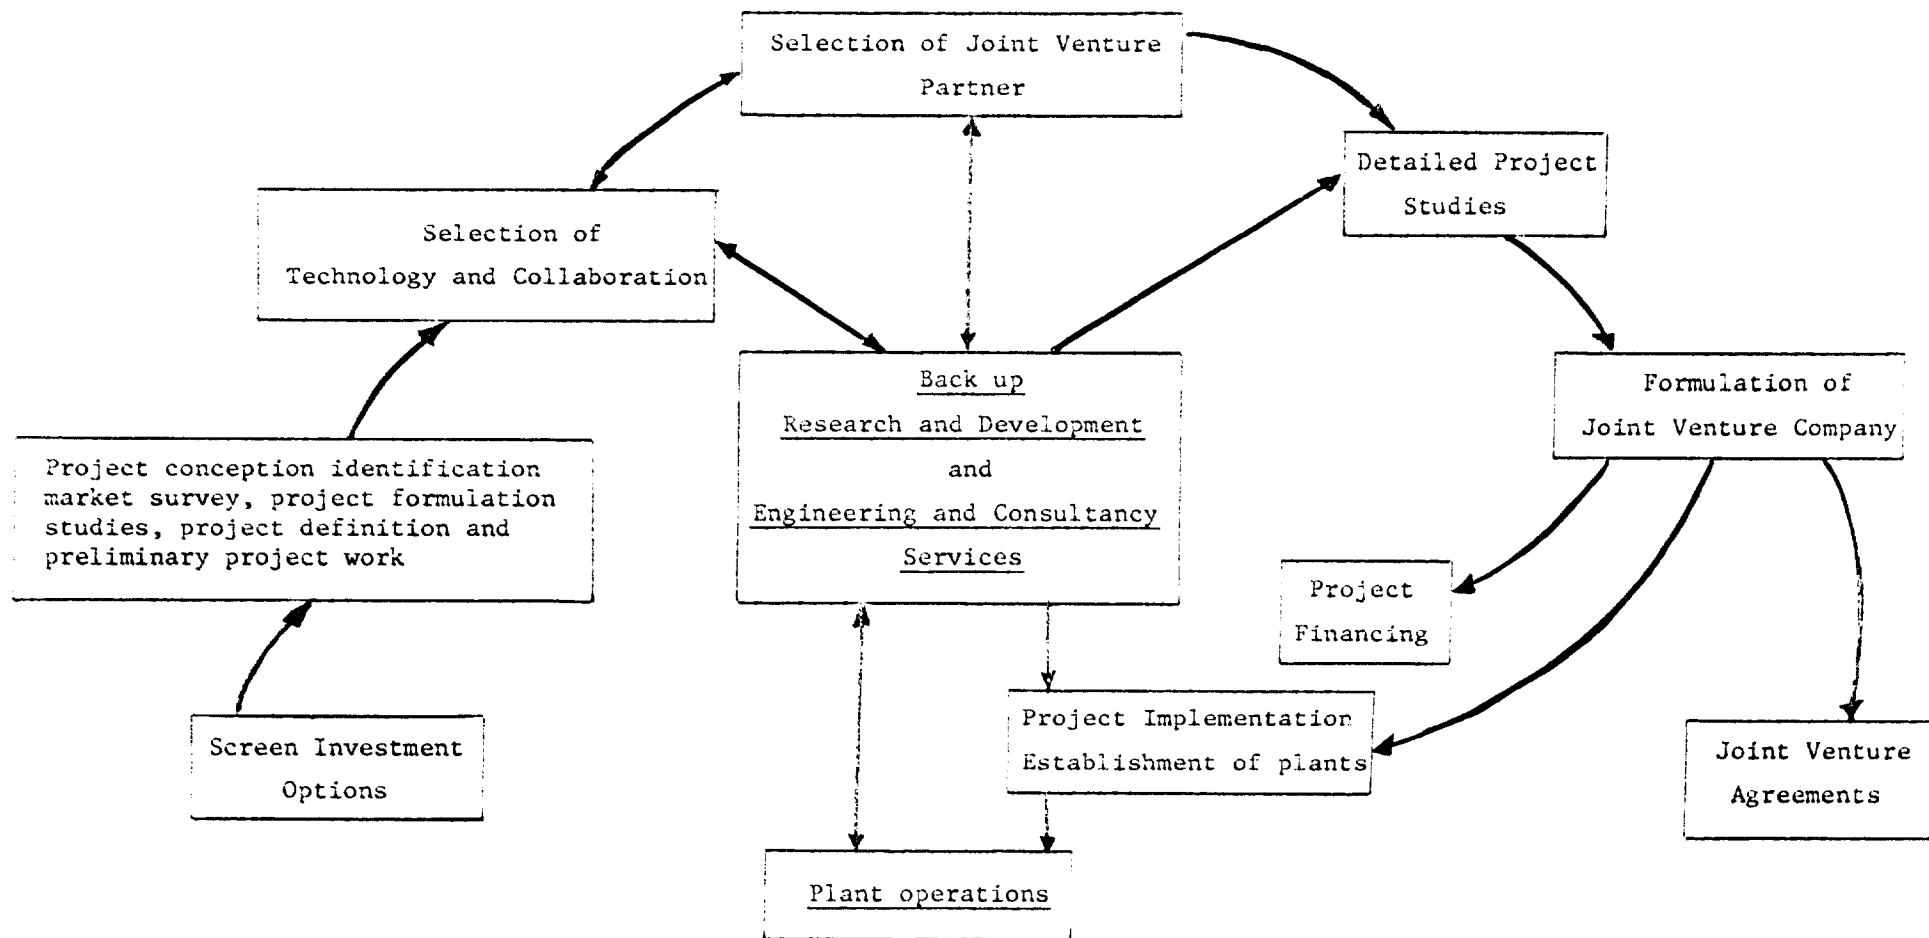 Selection of Joint Venture
Partner
Detailed Project
Studies
Selection of
Technology and Collaboration
Back up
Research and Development
and
Engineering and Consultancy
Services
Formulation of
Joint Venture Company
Project conception identification
market survey, project formulation
studies, project definition and
preliminary project work
Project
Financing
Screen Investment
Options
Project Implementation
Establishment of plants
Joint Venture
Agreements
Plant operations